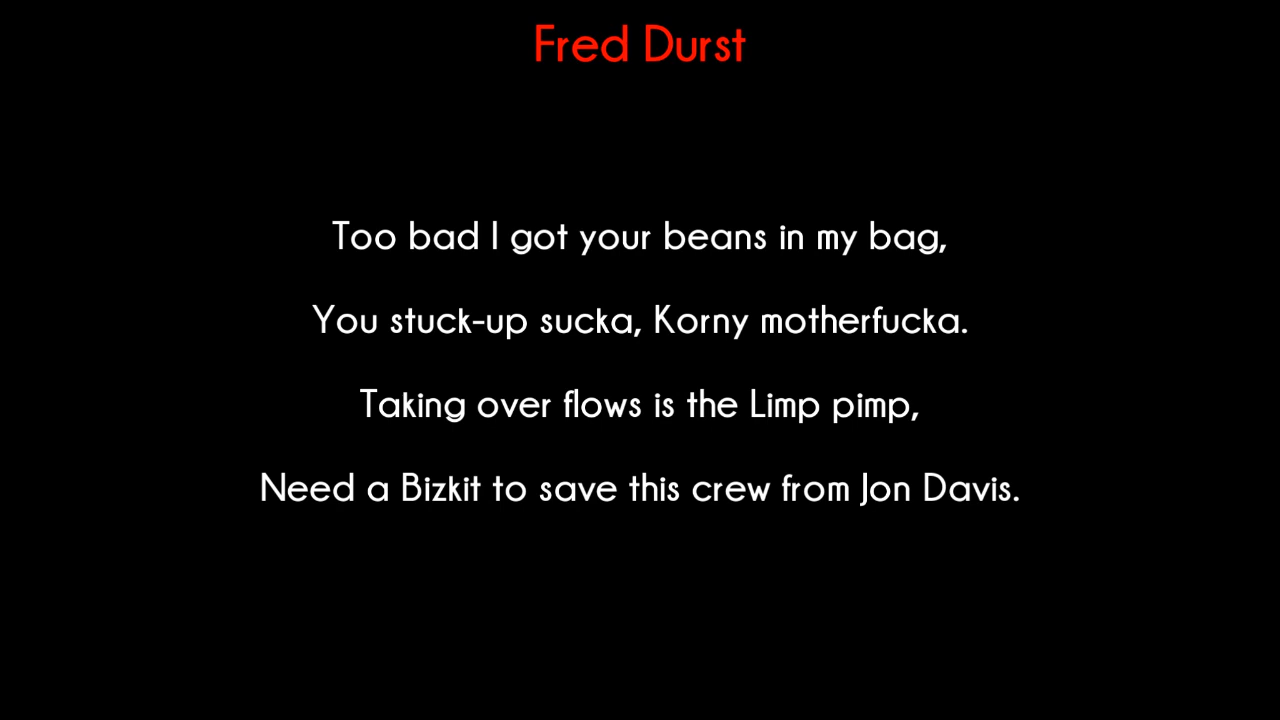 Fred Durst
Too bad I got your beans in my bag,
You stuck-up sucka, Korny motherfucka.
Taking over flows is the Limp pimp,
Need a Bizkit to save this crew from Jon Davis.